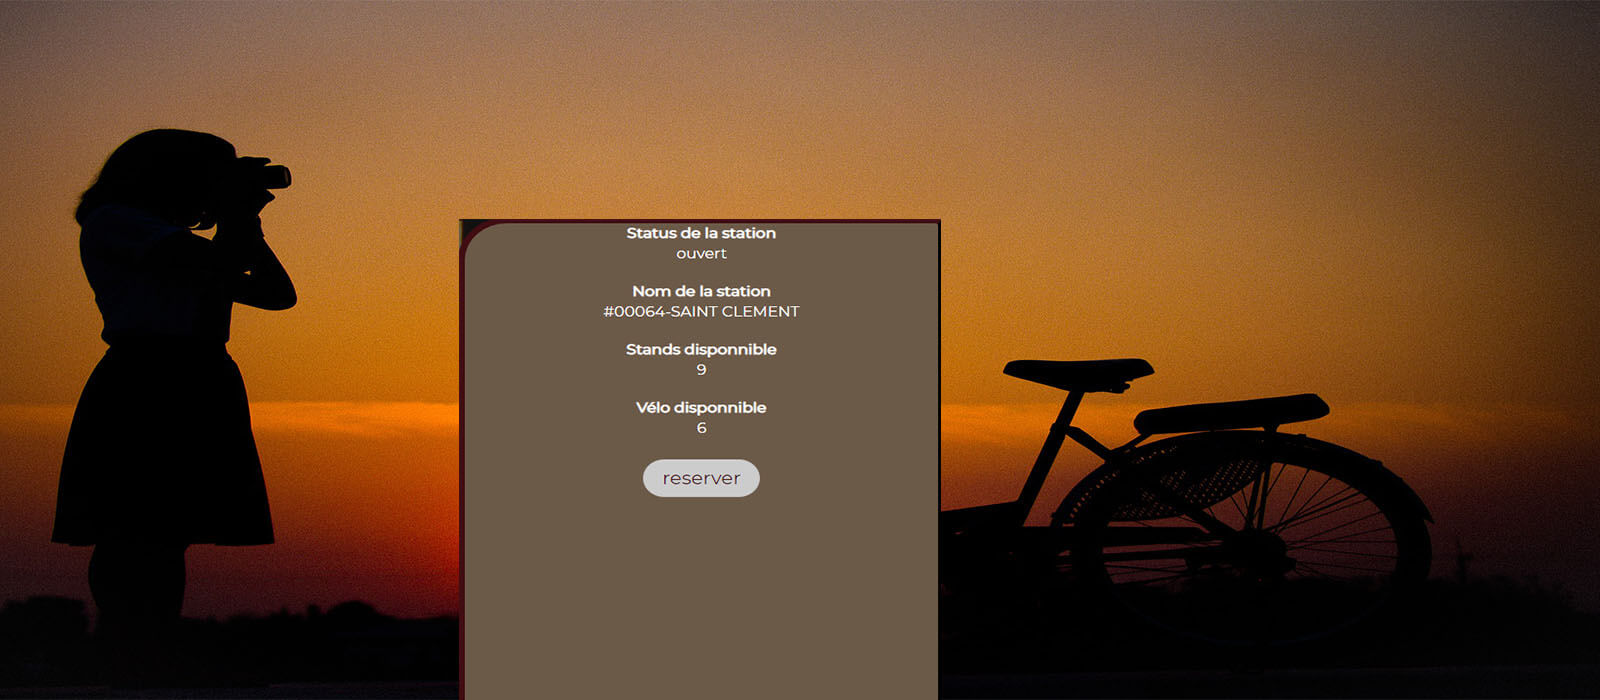 Status de la station
ouvert
Nom de la station
#00064-SAINT CLEMENT
Stands disponnible
9
Vélo disponnible
6
reserver